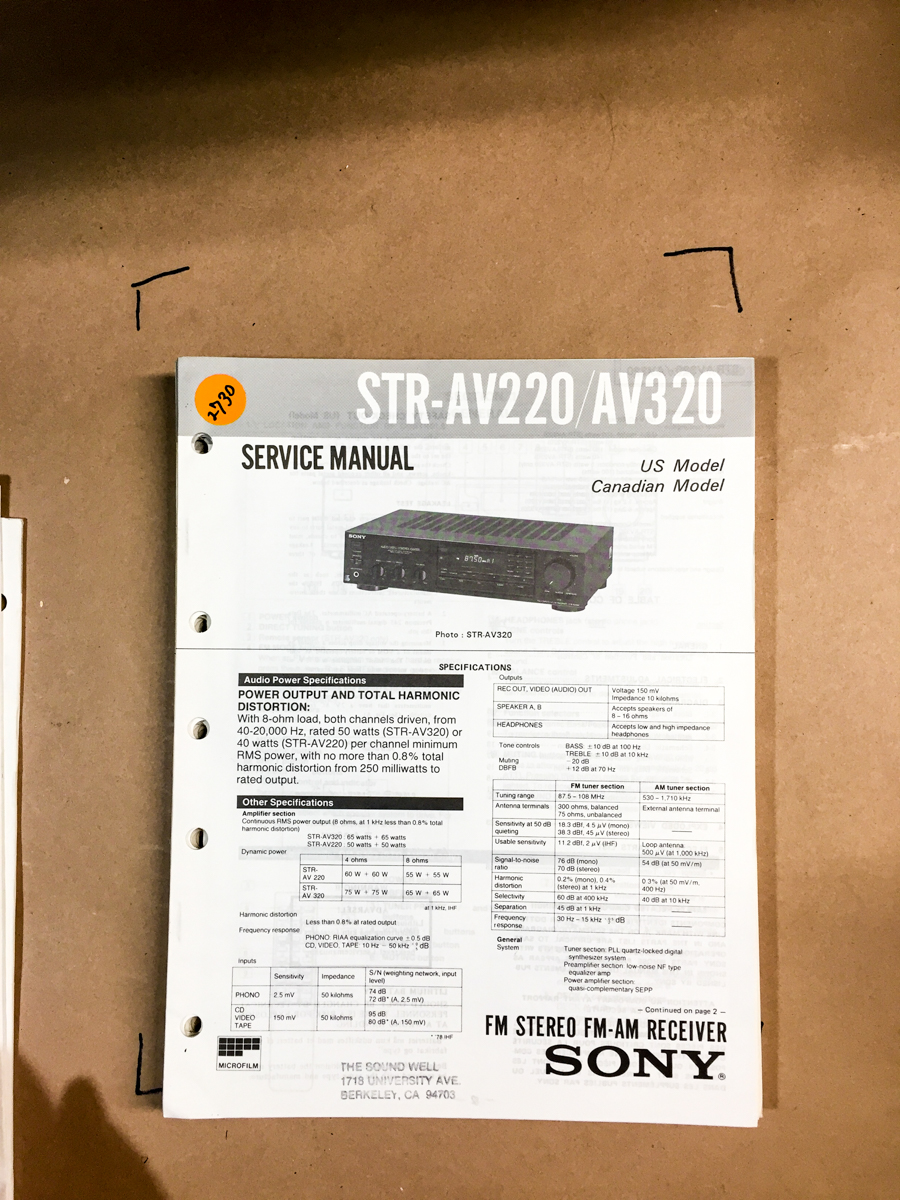 2730
STR-AV220/AV320
SERVICE MANUAL
US Model
Canadian Model
SONY
Photo : STR-AV320
SPECIFICATIONS
Audio Power Specifications
POWER OUTPUT AND TOTAL HARMONIC
DISTORTION:
With 8-ohm load, both channels driven, from
40-20,000 Hz, rated 50 watts (STR-AV320) or
40 watts (STR-AV220) per channel minimum
RMS power, with no more than 0.8% total
harmonic distortion from 250 milliwatts to
rated output.
Other Specifications
Amplifier section
Continuous RMS power output (8 ohms, at 1 kHz less than 0.8% total
harmonic distortion)
STR-AV320 : 65 watts + 65 watts
STR-AV220 : 50 watts + 50 watts
Dynamic power
4 ohms 8 ohms
STR-
AV 220 60 W + 60 W 55 W + 55 W
STR-
AV 320 75 W + 75 W 65 W + 65 W
at 1 kHz, IHF
Harmonic distortion
Less than 0.8% at rated output
Frequency response
PHONO: RIAA equalization curve ±0.5 dB
CD, VIDEO, TAPE: 10 Hz – 50 kHz dB
Inputs
Sensitivity Impedance S/N (weighting network, input
level)
PHONO 2.5 mV 50 kilohms 74 dB
72 dB* (A, 2.5 mV)
CD
VIDEO
TAPE 150 mV 50 kilohms 95 dB
80 dB* (A, 150 mV)
* '78 IHF
MICROFILM
THE SOUND WELL
1718 UNIVERSITY AVE.
BERKELEY, CA 94703
Outputs
REC OUT, VIDEO (AUDIO) OUT Voltage 150 mV
Impedance 10 kilohms
SPEAKER A, B Accepts speakers of
8 – 16 ohms
HEADPHONES Accepts low and high impedance
headphones
Tone controls BASS: ±10 dB at 100 Hz
TREBLE: ±10 dB at 10 kHz
Muting −20 dB
DBFB +12 dB at 70 Hz
FM tuner section AM tuner section
Tuning range 87.5 – 108 MHz 530 – 1,710 kHz
Antenna terminals 300 ohms, balanced External antenna terminal
75 ohms, unbalanced
Sensitivity at 50 dB 18.3 dBf, 4.5 µV (mono)
quieting 38.3 dBf, 45 µV (stereo)
Usable sensitivity 11.2 dBf, 2 µV (IHF) Loop antenna
500 µV (at 1,000 kHz)
Signal-to-noise 76 dB (mono) 54 dB (at 50 mV/m)
ratio 70 dB (stereo)
Harmonic 0.2% (mono), 0.4% 0.3% (at 50 mV/m,
distortion (stereo) at 1 kHz 400 Hz)
Selectivity 60 dB at 400 kHz 40 dB at 10 kHz
Separation 45 dB at 1 kHz
Frequency 30 Hz – 15 kHz dB
response
General
System Tuner section: PLL quartz-locked digital
synthesizer system
Preamplifier section: low-noise NF type
equalizer amp
Power amplifier section:
quasi-complementary SEPP
– Continued on page 2 –
FM STEREO FM-AM RECEIVER
SONY®